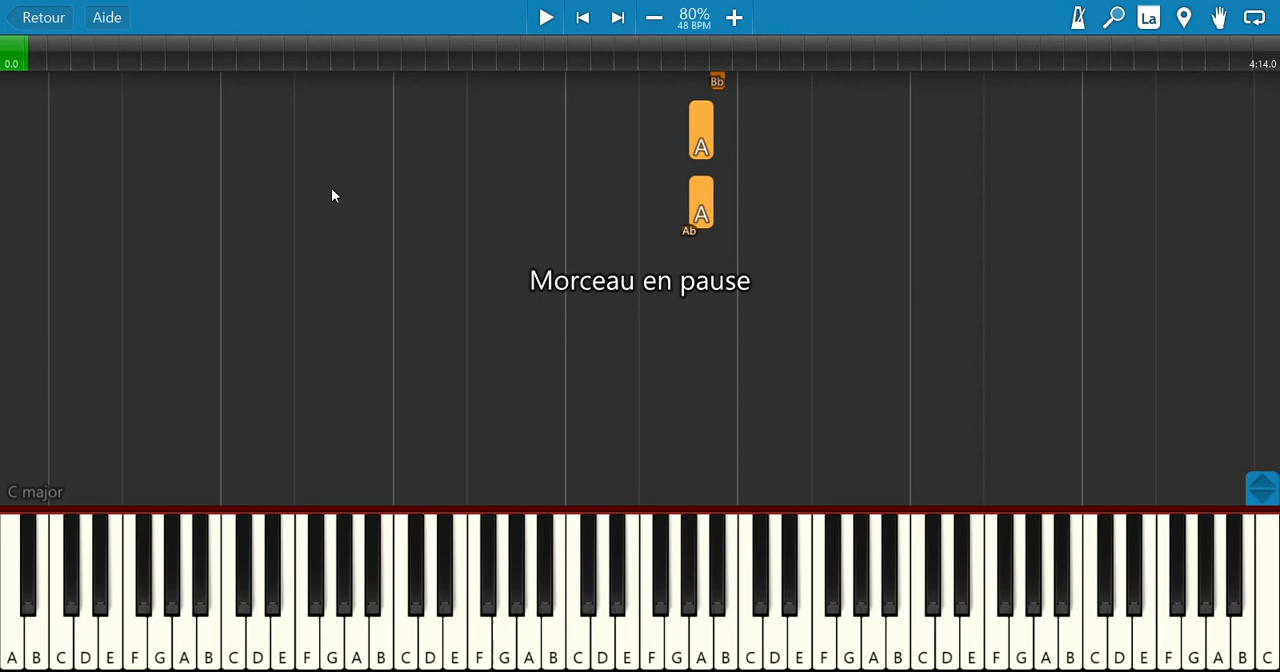 Retour Aide 80% La
48 BPM
0.0 4:14.0
Bb
A
A
Ab
Morceau en pause
C major
A B C D E F G A B C D E F G A B C D E F G A B C D E F G A B C D E F G A B C D E F G A B C D E F G A B C